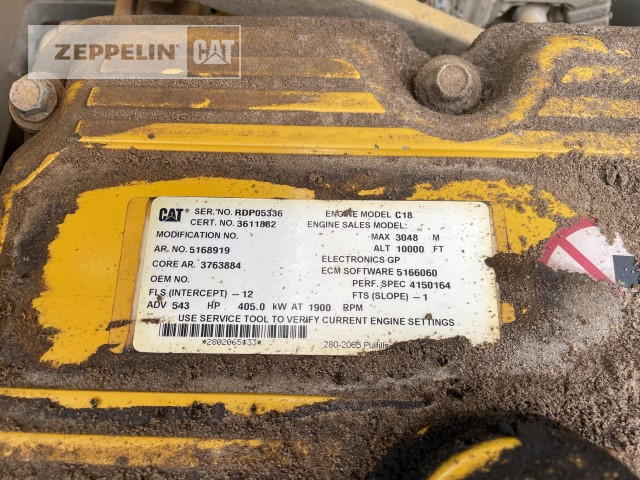 ZEPPELIN CAT
CAT SER. NO. RDP05336 ENGINE MODEL C18
CERT. NO. 3611882 ENGINE SALES MODEL:
MODIFICATION NO. MAX 3048 M
AR. NO. 5168919 ALT 10000 FT
CORE AR. 3763884 ELECTRONICS GP
OEM NO. ECM SOFTWARE 5166060
PERF. SPEC 4150164
FLS (INTERCEPT) -12 FTS (SLOPE) -1
ADV 543 HP 405.0 kW AT 1900 RPM
USE SERVICE TOOL TO VERIFY CURRENT ENGINE SETTINGS
*2802065$33* 280-2065